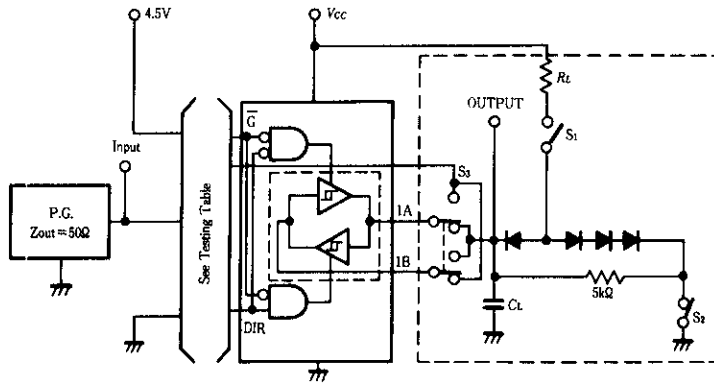 4.5V
Vcc
RL
OUTPUT
S1
G
Input
S3
P.G.
Zout=50Ω
See Testing Table
1A
1B
5kΩ
CL
S2
DIR